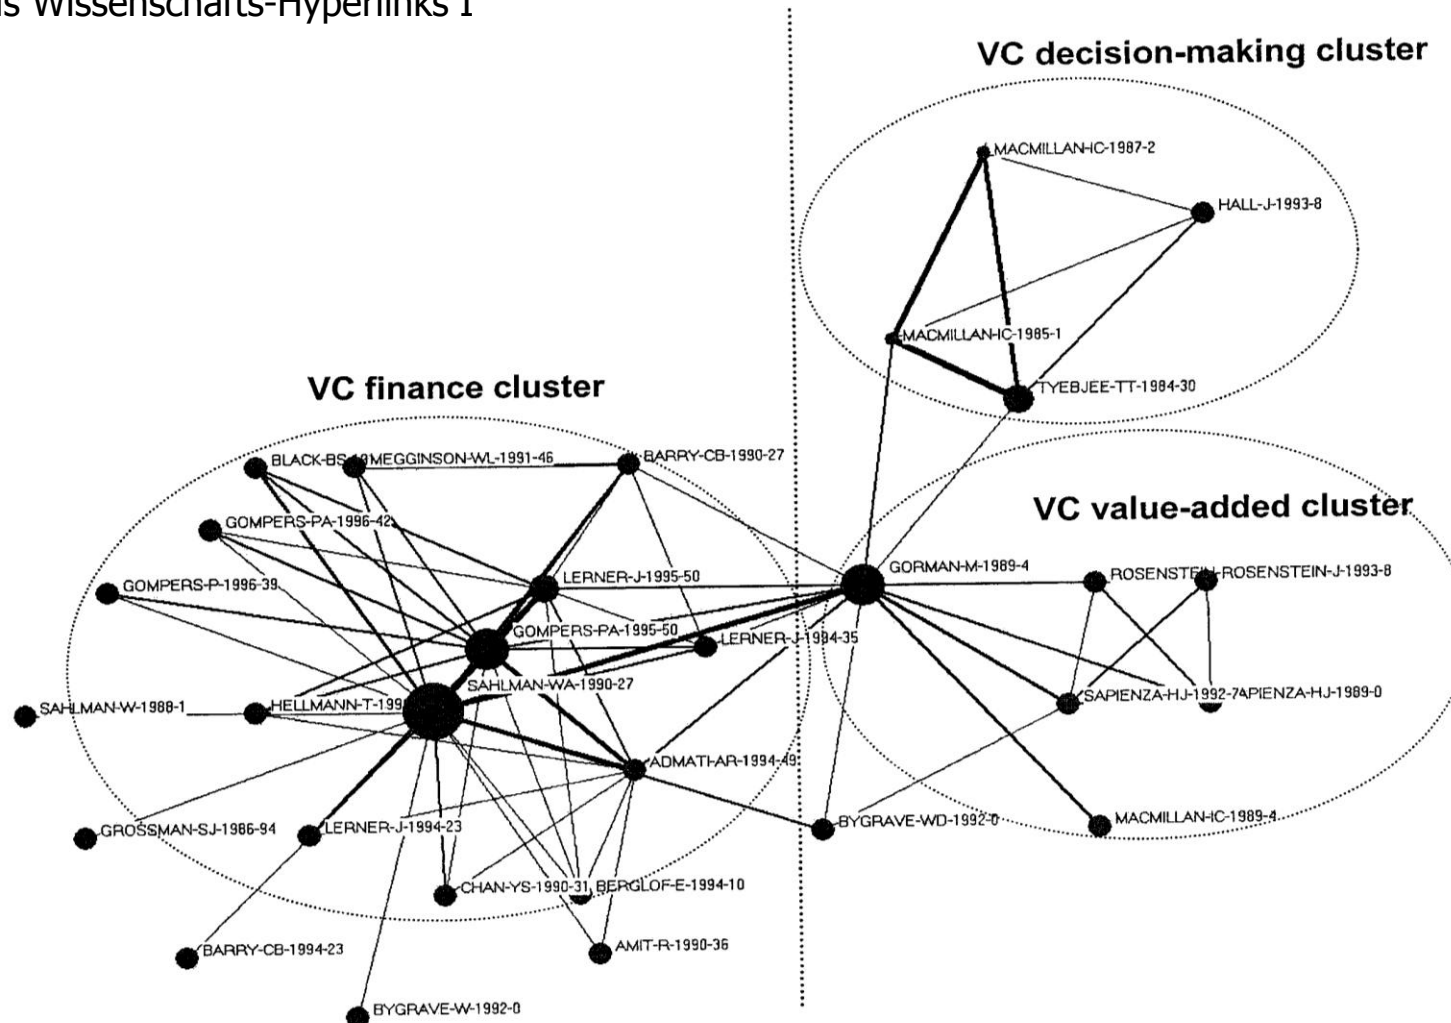 s Wissenschafts-Hyperlinks I
VC decision-making cluster
MACMILLAN-IC-1987-2
HALL-J-1993-8
MACMILLAN-IC-1985-1
TYEBJEE-TT-1984-30
VC finance cluster
BLACK-BS
MEGGINSON-WL-1991-46
BARRY-CB-1990-27
GOMPERS-PA-1996-42
VC value-added cluster
GOMPERS-P-1996-39
LERNER-J-1995-50
GORMAN-M-1989-4
ROSENSTEIN
ROSENSTEIN-J-1993-8
GOMPERS-PA-1995-50
LERNER-J-1994-35
SAHLMAN-WA-1990-27
SAPIENZA-HJ-1992-7
APIENZA-HJ-1989-0
SAHLMAN-W-1988-1
HELLMANN-T-199
ADMATI-AR-1994-49
GROSSMAN-SJ-1986-94
LERNER-J-1994-23
BYGRAVE-WD-1992-0
MACMILLAN-IC-1989-4
CHAN-YS-1990-31
BERGLOF-E-1994-10
BARRY-CB-1994-23
AMIT-R-1990-36
BYGRAVE-W-1992-0